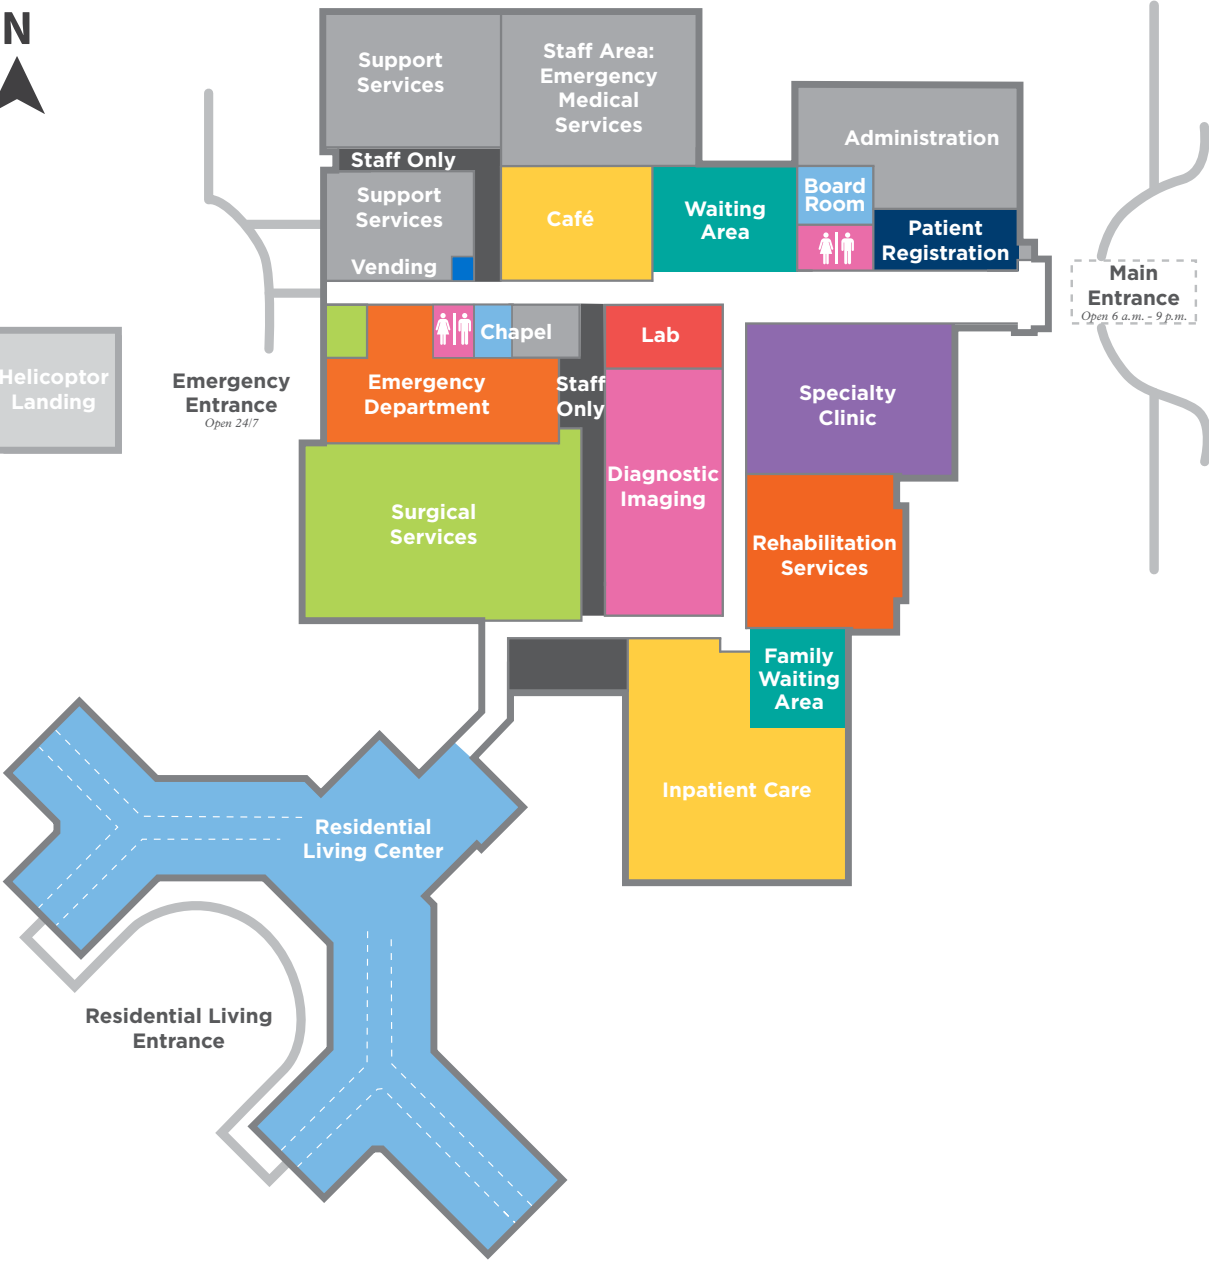 N
Support
Services
Staff Area:
Emergency
Medical
Services
Administration
Staff Only
Support
Services
Vending
Café
Waiting
Area
Board
Room
Patient
Registration
Main
Entrance
Open 6 a.m. - 9 p.m.
Chapel
Lab
Helicoptor
Landing
Emergency
Entrance
Open 24/7
Emergency
Department
Staff
Only
Specialty
Clinic
Diagnostic
Imaging
Surgical
Services
Rehabilitation
Services
Family
Waiting
Area
Inpatient Care
Residential
Living Center
Residential Living
Entrance